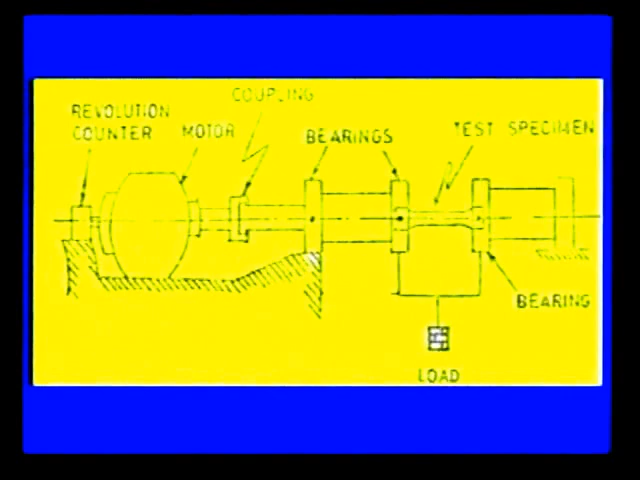 COUPLING
REVOLUTION
COUNTER
MOTOR
BEARINGS
TEST SPECIMEN
BEARING
LOAD